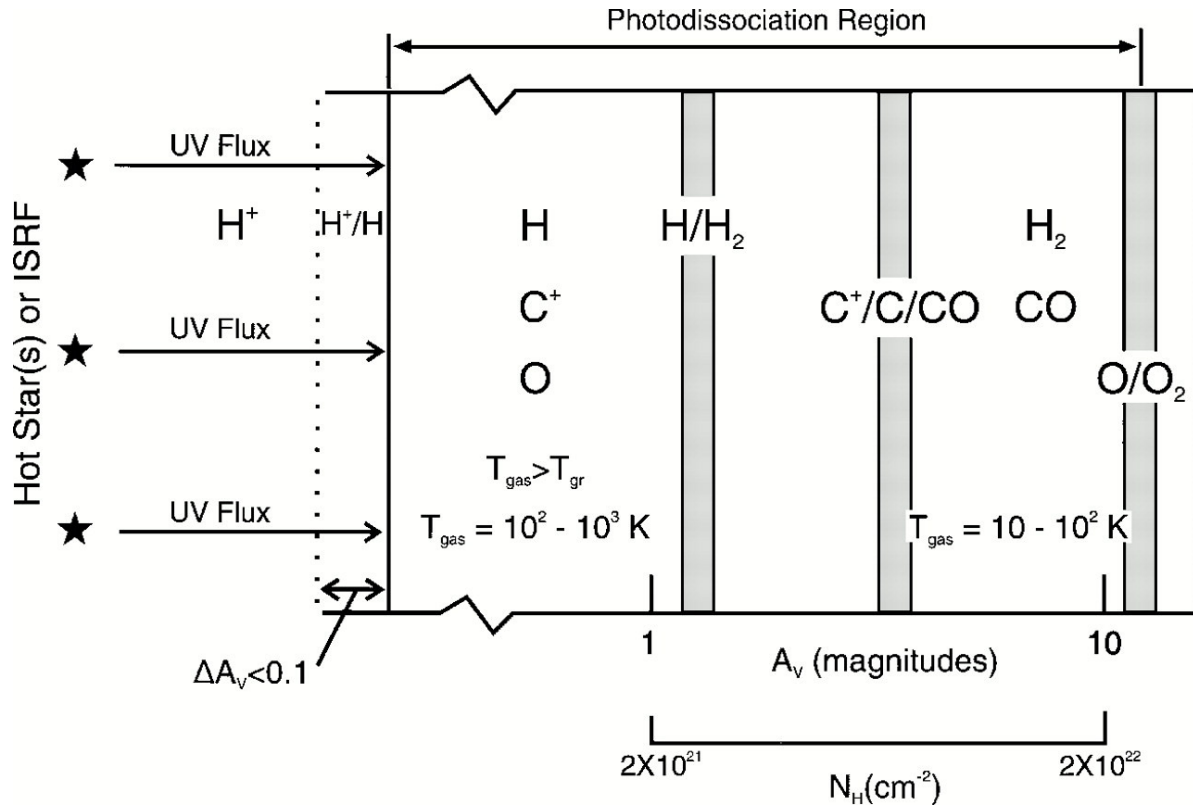 Photodissociation Region
Hot Star(s) or ISRF
UV Flux
H⁺ H⁺/H H H/H₂ H₂
C⁺ C⁺/C/CO CO
UV Flux
O O/O₂
T_gas>T_gr
UV Flux
T_gas = 10² - 10³ K T_gas = 10 - 10² K
1 10
ΔA_V<0.1 A_V (magnitudes)
2X10²¹ 2X10²²
N_H(cm⁻²)